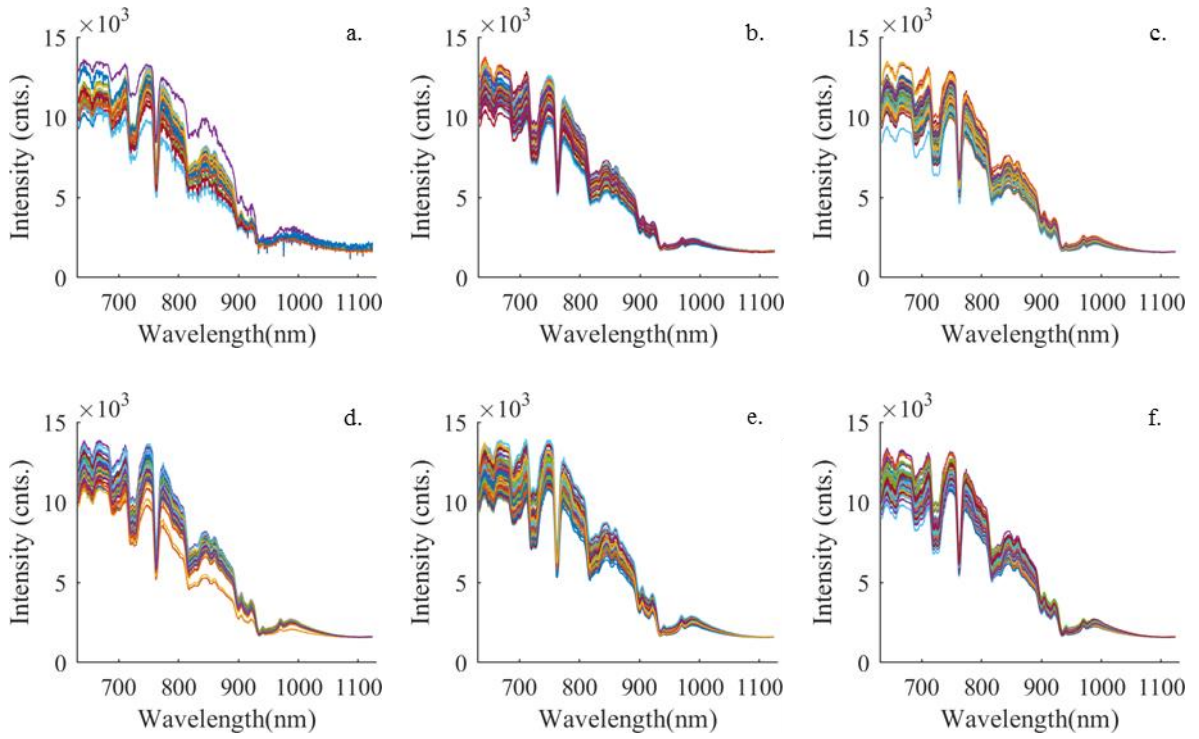 ×10³ a.
15
10
5
0
Intensity (cnts.)
700 800 900 1000 1100
Wavelength(nm)
×10³ b.
15
10
5
0
Intensity (cnts.)
700 800 900 1000 1100
Wavelength(nm)
×10³ c.
15
10
5
0
Intensity (cnts.)
700 800 900 1000 1100
Wavelength(nm)
×10³ d.
15
10
5
0
Intensity (cnts.)
700 800 900 1000 1100
Wavelength(nm)
×10³ e.
15
10
5
0
Intensity (cnts.)
700 800 900 1000 1100
Wavelength(nm)
×10³ f.
15
10
5
0
Intensity (cnts.)
700 800 900 1000 1100
Wavelength(nm)